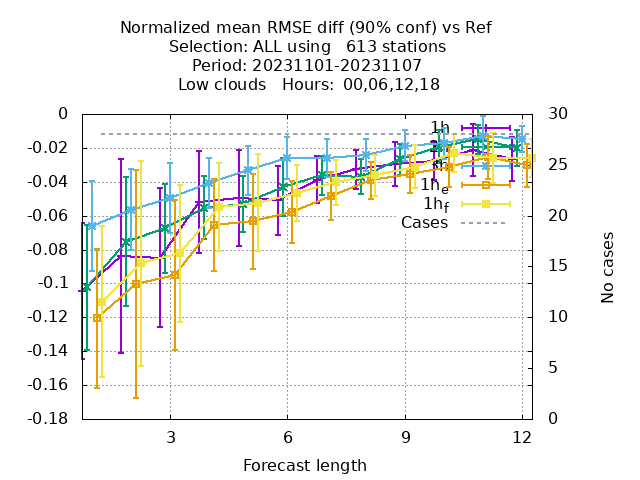 Normalized mean RMSE diff (90% conf) vs Ref
Selection: ALL using   613 stations
Period: 20231101-20231107
Low clouds   Hours:  00,06,12,18
0
-0.02
-0.04
-0.06
-0.08
-0.1
-0.12
-0.14
-0.16
-0.18
30
25
20
15
10
5
0
1h
1h_e
1h_f
Cases
3
6
9
12
Forecast length
No cases